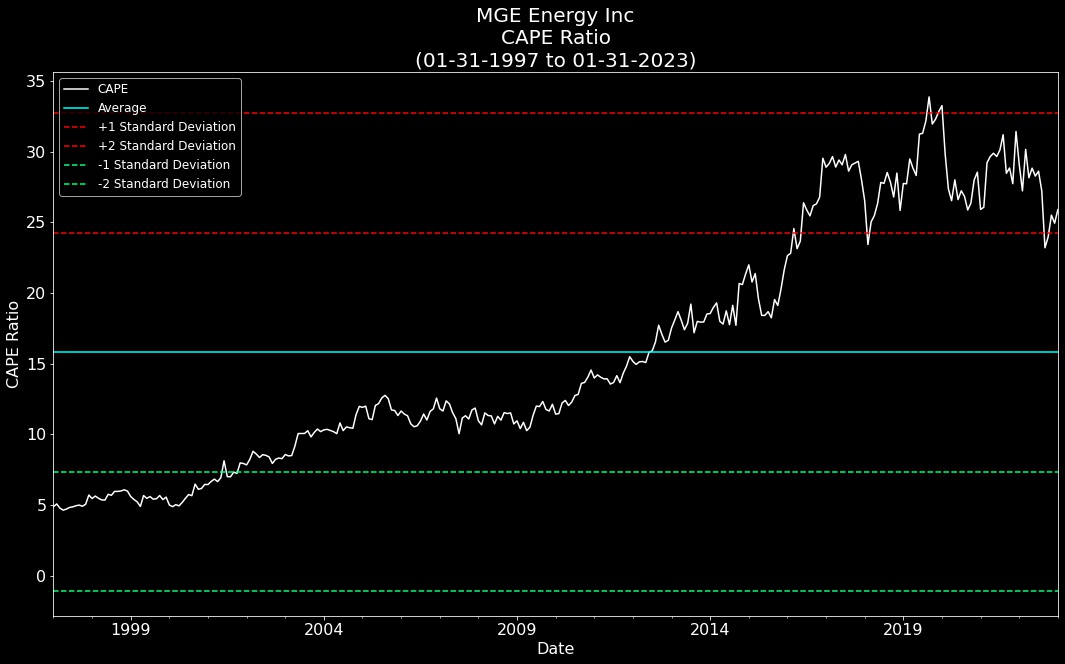 MGE Energy Inc
CAPE Ratio
(01-31-1997 to 01-31-2023)
CAPE
Average
+1 Standard Deviation
+2 Standard Deviation
-1 Standard Deviation
-2 Standard Deviation
35
30
25
20
15
10
5
0
CAPE Ratio
1999 2004 2009 2014 2019
Date